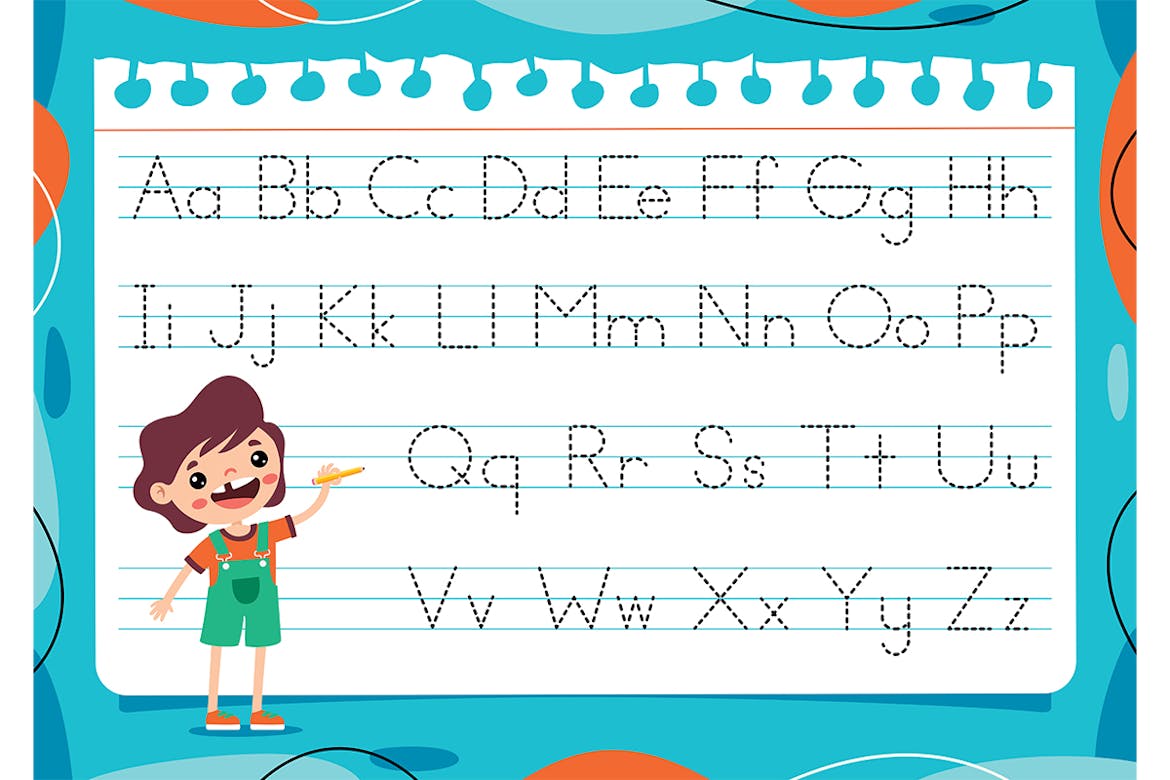 Aa Bb Cc Dd Ee Ff Gg Hh
Ii Jj Kk Ll Mm Nn Oo Pp
Qq Rr Ss Tt Uu
Vv Ww Xx Yy Zz